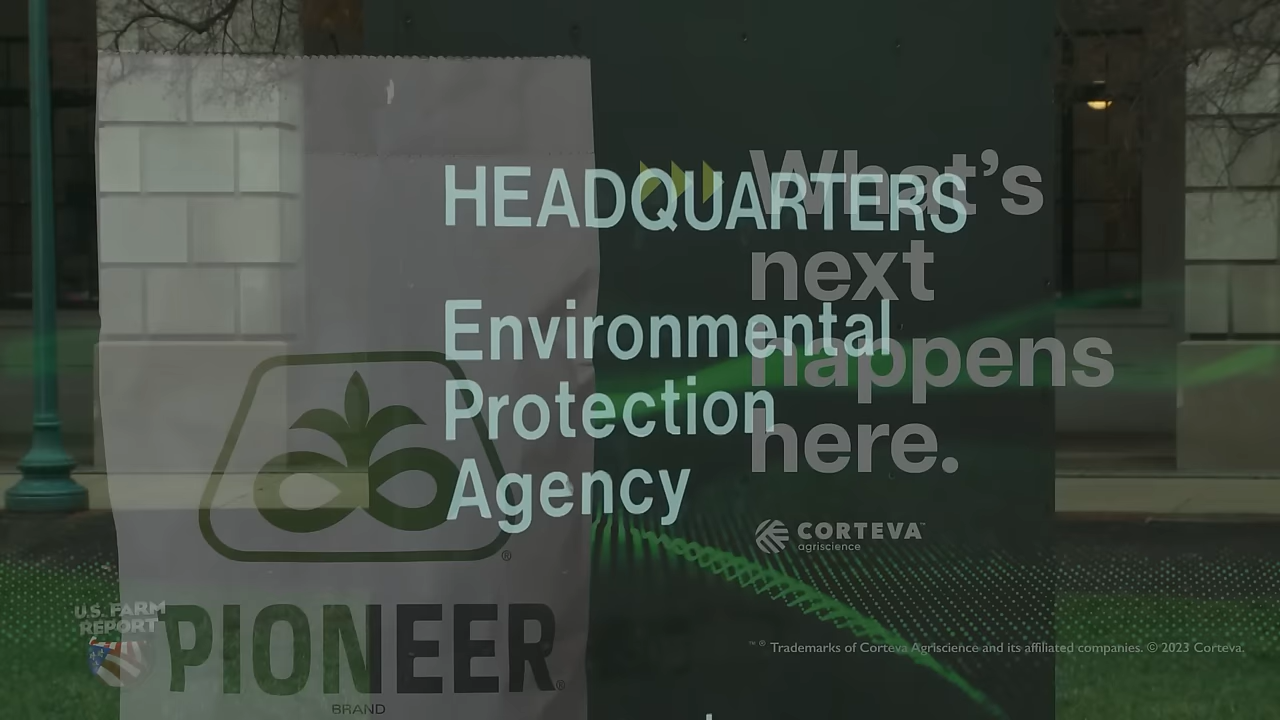 HEADQUARTERS
Environmental
Protection
Agency
What's
next
happens
here.
CORTEVA™
agriscience
™ ® Trademarks of Corteva Agriscience and its affiliated companies. © 2023 Corteva.
®
PIONEER®
BRAND
U.S. FARM
REPORT